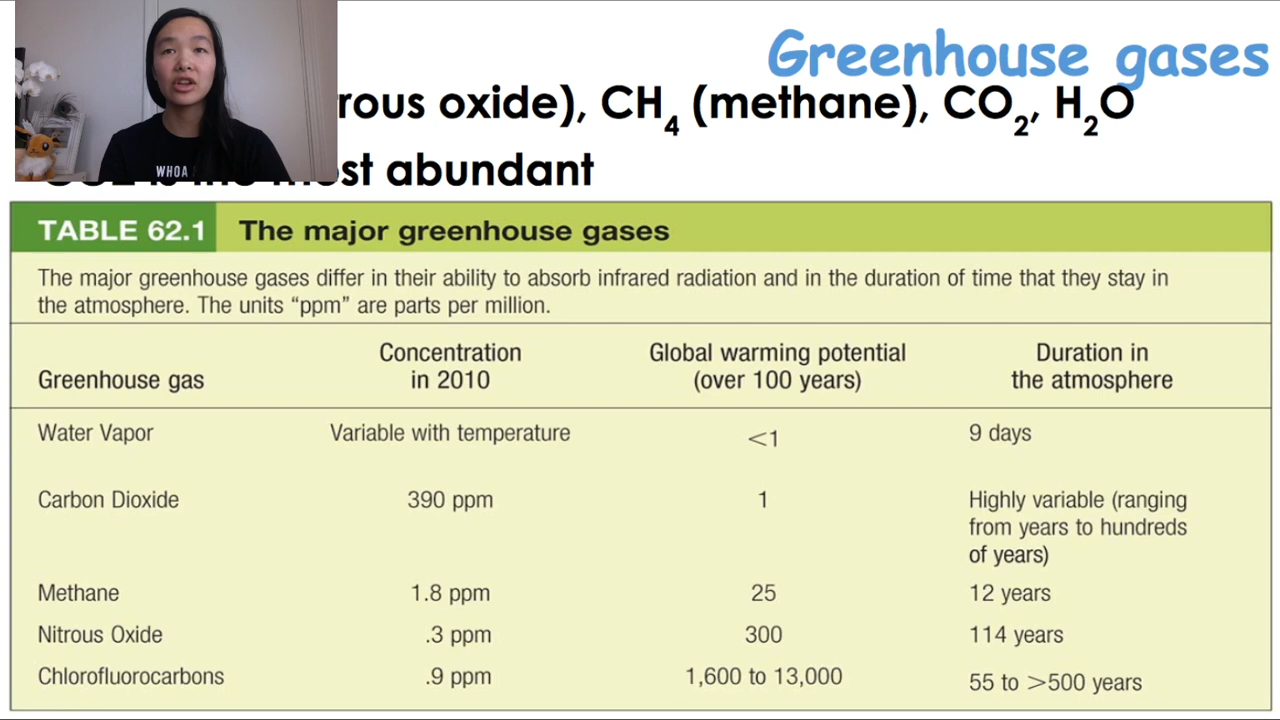 Greenhouse gases
rous oxide), CH₄ (methane), CO₂, H₂O
WHOA
is the most abundant
TABLE 62.1 The major greenhouse gases
The major greenhouse gases differ in their ability to absorb infrared radiation and in the duration of time that they stay in
the atmosphere. The units “ppm” are parts per million.
Greenhouse gas Concentration in 2010 Global warming potential (over 100 years) Duration in the atmosphere
Water Vapor Variable with temperature <1 9 days
Carbon Dioxide 390 ppm 1 Highly variable (ranging
from years to hundreds
of years)
Methane 1.8 ppm 25 12 years
Nitrous Oxide .3 ppm 300 114 years
Chlorofluorocarbons .9 ppm 1,600 to 13,000 55 to >500 years